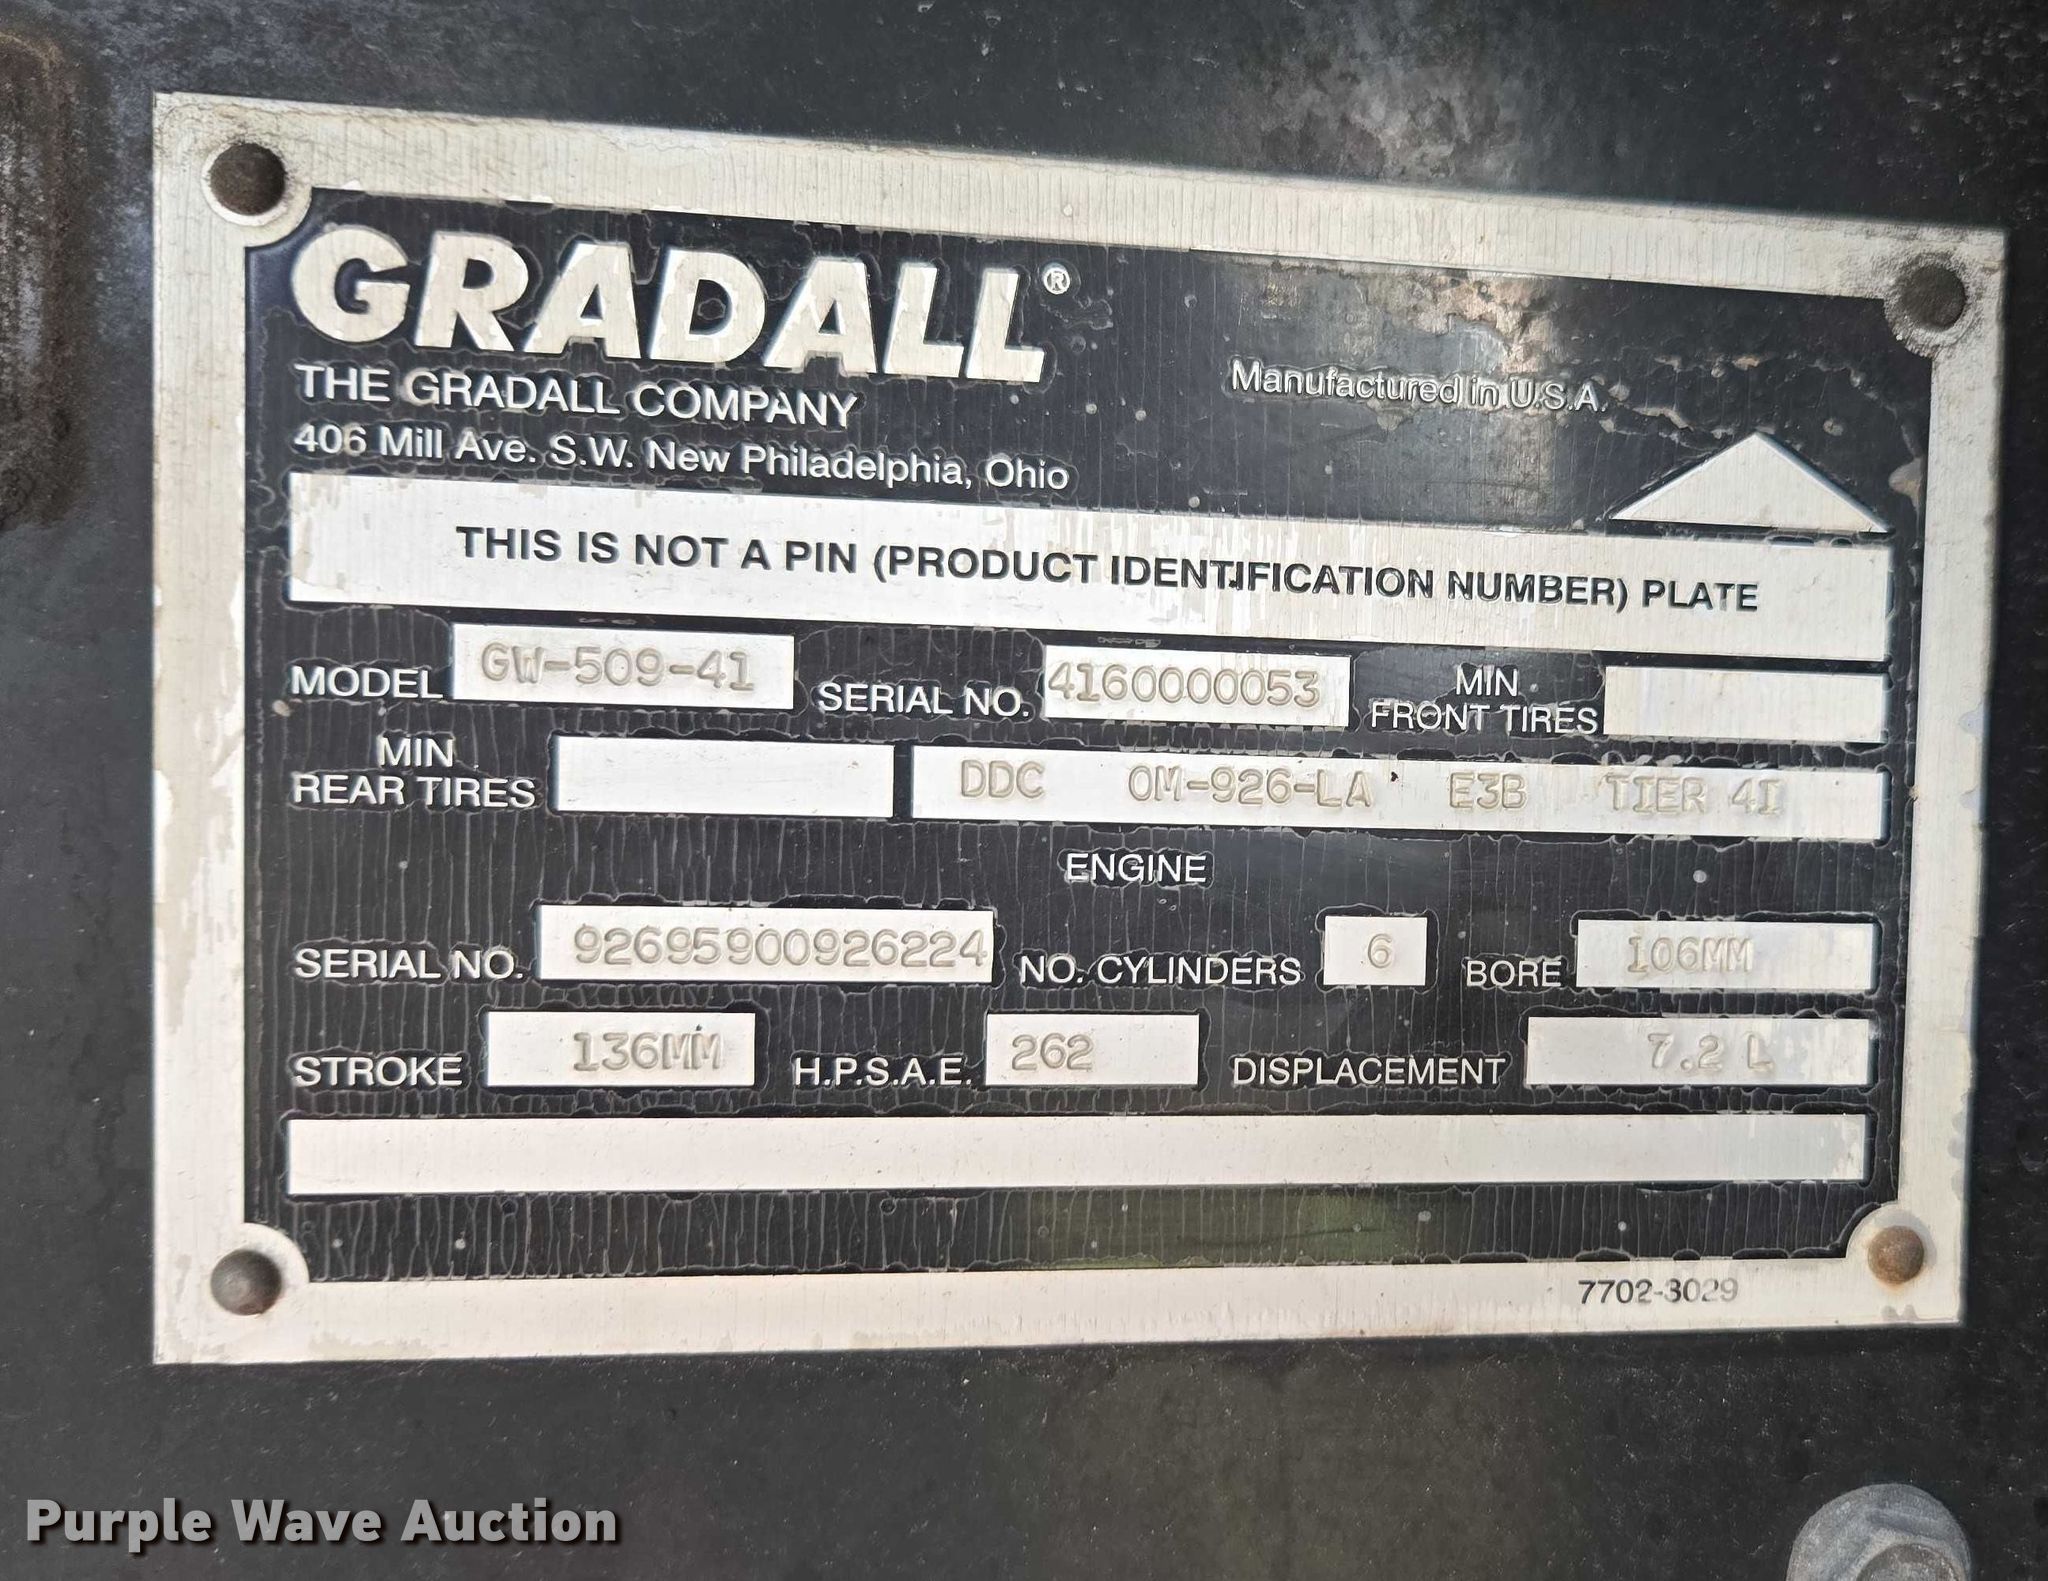 GRADALL®
THE GRADALL COMPANY
406 Mill Ave. S.W. New Philadelphia, Ohio
Manufactured in U.S.A.
THIS IS NOT A PIN (PRODUCT IDENTIFICATION NUMBER) PLATE
MODEL GW-509-41 SERIAL NO. 4160000053 MIN FRONT TIRES
MIN REAR TIRES DDC OM-926-LA E3B TIER 4I
ENGINE
SERIAL NO. 92695900926224 NO. CYLINDERS 6 BORE 106MM
STROKE 136MM H.P.S.A.E. 262 DISPLACEMENT 7.2 L
7702-3029
Purple Wave Auction